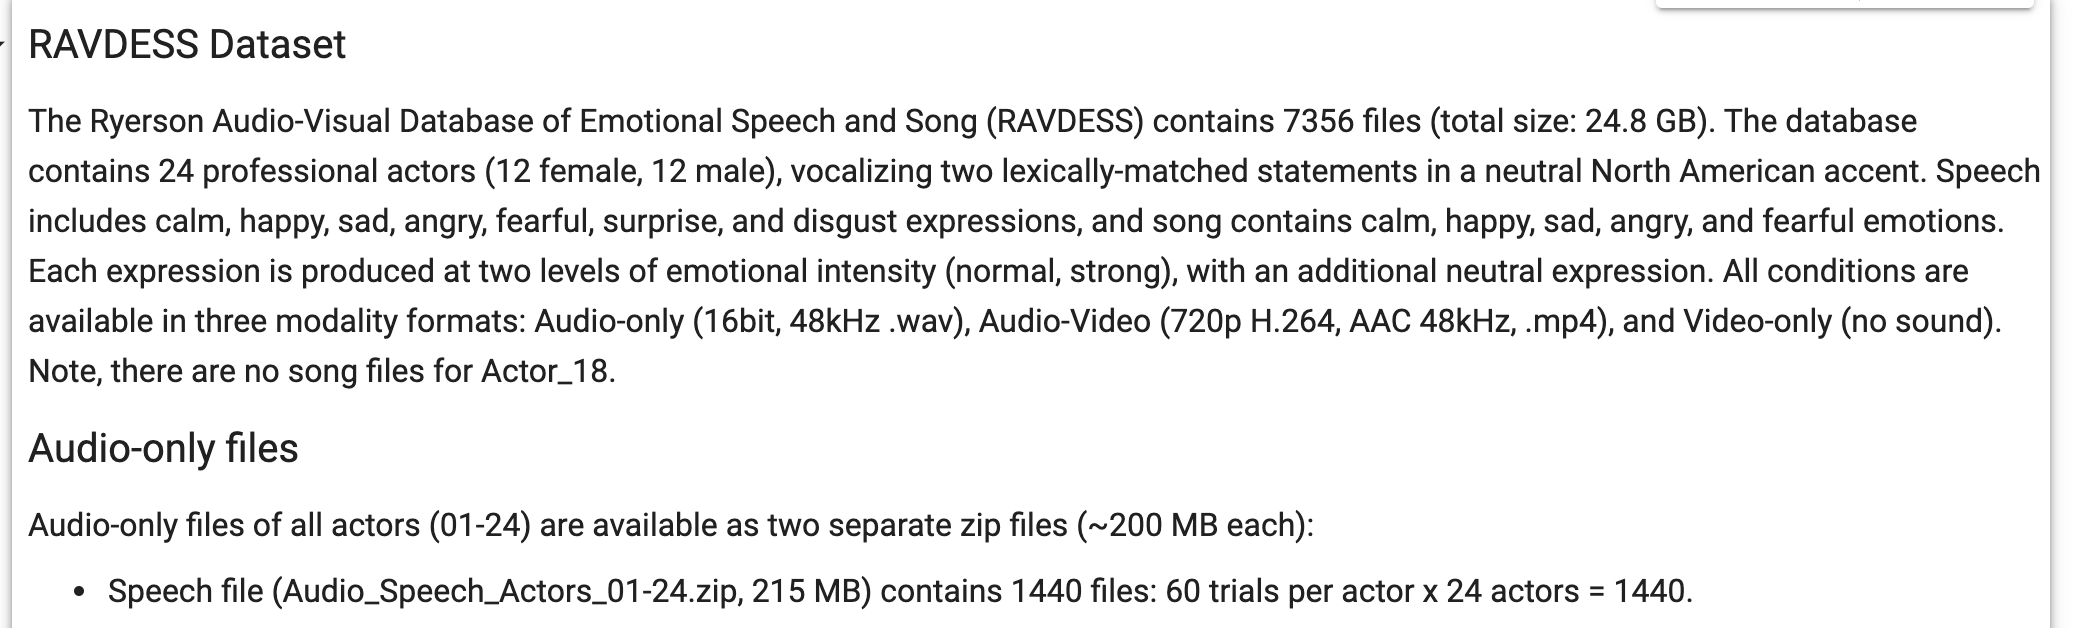 RAVDESS Dataset
The Ryerson Audio-Visual Database of Emotional Speech and Song (RAVDESS) contains 7356 files (total size: 24.8 GB). The database
contains 24 professional actors (12 female, 12 male), vocalizing two lexically-matched statements in a neutral North American accent. Speech
includes calm, happy, sad, angry, fearful, surprise, and disgust expressions, and song contains calm, happy, sad, angry, and fearful emotions.
Each expression is produced at two levels of emotional intensity (normal, strong), with an additional neutral expression. All conditions are
available in three modality formats: Audio-only (16bit, 48kHz .wav), Audio-Video (720p H.264, AAC 48kHz, .mp4), and Video-only (no sound).
Note, there are no song files for Actor_18.
Audio-only files
Audio-only files of all actors (01-24) are available as two separate zip files (~200 MB each):
• Speech file (Audio_Speech_Actors_01-24.zip, 215 MB) contains 1440 files: 60 trials per actor x 24 actors = 1440.